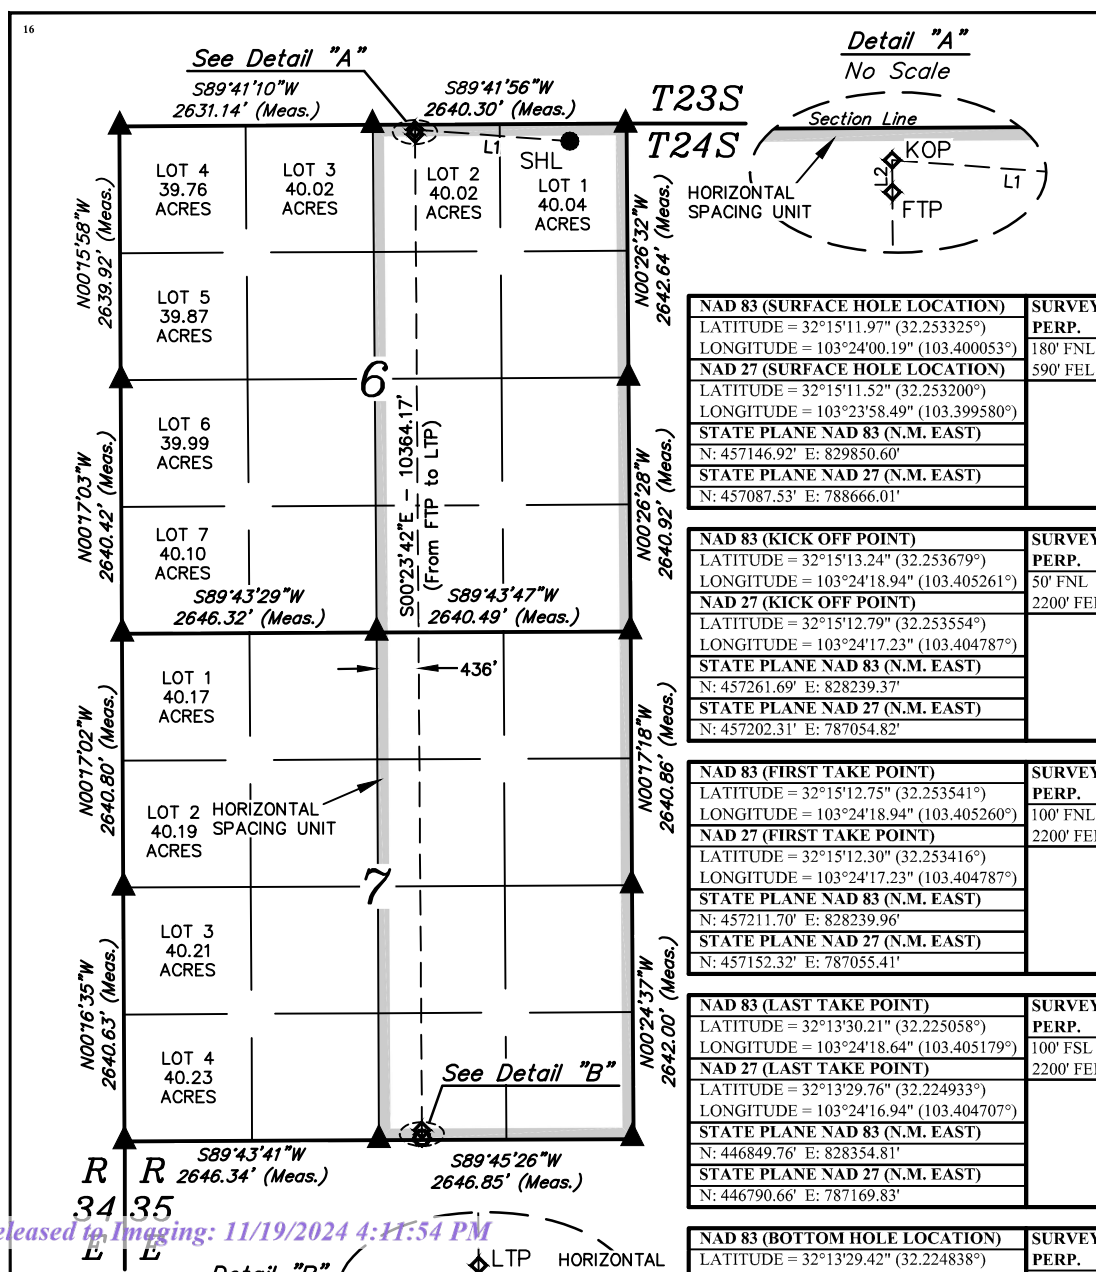 16
See Detail "A"
S89°41'10"W
2631.14' (Meas.)
S89°41'56"W
2640.30' (Meas.)
T23S
T24S
Detail "A"
No Scale
Section Line
KOP
L2
L1
FTP
HORIZONTAL
SPACING UNIT
L1
SHL
LOT 4
39.76
ACRES
LOT 3
40.02
ACRES
LOT 2
40.02
ACRES
LOT 1
40.04
ACRES
N00°15'58"W
2639.92' (Meas.)
N00°26'32"W
2642.64' (Meas.)
LOT 5
39.87
ACRES
6
LOT 6
39.99
ACRES
N00°17'03"W
2640.42' (Meas.)
S00°23'42"E - 10364.17'
(From FTP to LTP)
N00°26'28"W
2640.92' (Meas.)
LOT 7
40.10
ACRES
S89°43'29"W
2646.32' (Meas.)
S89°43'47"W
2640.49' (Meas.)
436'
LOT 1
40.17
ACRES
N00°17'02"W
2640.80' (Meas.)
N00°17'18"W
2640.86' (Meas.)
LOT 2
40.19
ACRES
HORIZONTAL
SPACING UNIT
7
LOT 3
40.21
ACRES
N00°16'35"W
2640.63' (Meas.)
N00°24'37"W
2642.00' (Meas.)
LOT 4
40.23
ACRES
See Detail "B"
S89°43'41"W
2646.34' (Meas.)
S89°45'26"W
2646.85' (Meas.)
R R
34 35
E E
eleased to Imaging: 11/19/2024 4:11:54 PM
Detail "B"
LTP
HORIZONTAL
NAD 83 (SURFACE HOLE LOCATION) SURVEY
LATITUDE = 32°15'11.97" (32.253325°) PERP.
LONGITUDE = 103°24'00.19" (103.400053°) 180' FNL
NAD 27 (SURFACE HOLE LOCATION) 590' FEL
LATITUDE = 32°15'11.52" (32.253200°)
LONGITUDE = 103°23'58.49" (103.399580°)
STATE PLANE NAD 83 (N.M. EAST)
N: 457146.92' E: 829850.60'
STATE PLANE NAD 27 (N.M. EAST)
N: 457087.53' E: 788666.01'
NAD 83 (KICK OFF POINT) SURVEY
LATITUDE = 32°15'13.24" (32.253679°) PERP.
LONGITUDE = 103°24'18.94" (103.405261°) 50' FNL
NAD 27 (KICK OFF POINT) 2200' FE
LATITUDE = 32°15'12.79" (32.253554°)
LONGITUDE = 103°24'17.23" (103.404787°)
STATE PLANE NAD 83 (N.M. EAST)
N: 457261.69' E: 828239.37'
STATE PLANE NAD 27 (N.M. EAST)
N: 457202.31' E: 787054.82'
NAD 83 (FIRST TAKE POINT) SURVEY
LATITUDE = 32°15'12.75" (32.253541°) PERP.
LONGITUDE = 103°24'18.94" (103.405260°) 100' FNL
NAD 27 (FIRST TAKE POINT) 2200' FE
LATITUDE = 32°15'12.30" (32.253416°)
LONGITUDE = 103°24'17.23" (103.404787°)
STATE PLANE NAD 83 (N.M. EAST)
N: 457211.70' E: 828239.96'
STATE PLANE NAD 27 (N.M. EAST)
N: 457152.32' E: 787055.41'
NAD 83 (LAST TAKE POINT) SURVEY
LATITUDE = 32°13'30.21" (32.225058°) PERP.
LONGITUDE = 103°24'18.64" (103.405179°) 100' FSL
NAD 27 (LAST TAKE POINT) 2200' FE
LATITUDE = 32°13'29.76" (32.224933°)
LONGITUDE = 103°24'16.94" (103.404707°)
STATE PLANE NAD 83 (N.M. EAST)
N: 446849.76' E: 828354.81'
STATE PLANE NAD 27 (N.M. EAST)
N: 446790.66' E: 787169.83'
NAD 83 (BOTTOM HOLE LOCATION) SURVEY
LATITUDE = 32°13'29.42" (32.224838°) PERP.